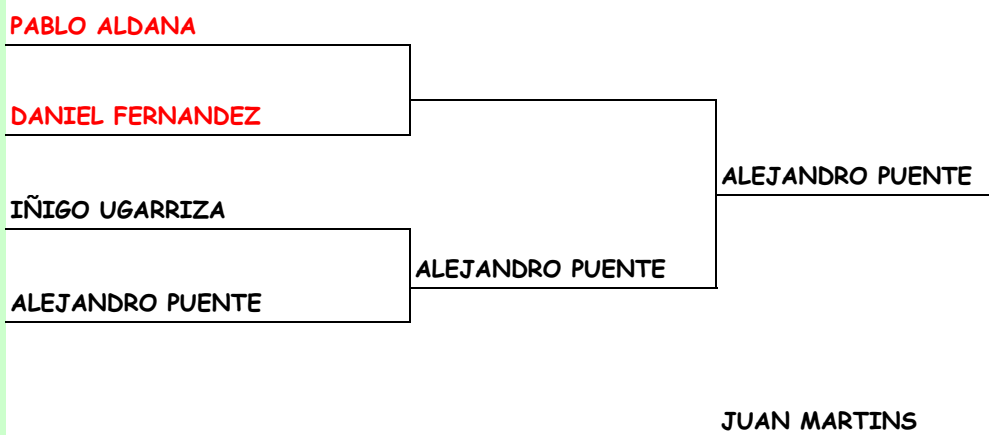 PABLO ALDANA
DANIEL FERNANDEZ
ALEJANDRO PUENTE
IÑIGO UGARRIZA
ALEJANDRO PUENTE
ALEJANDRO PUENTE
JUAN MARTINS